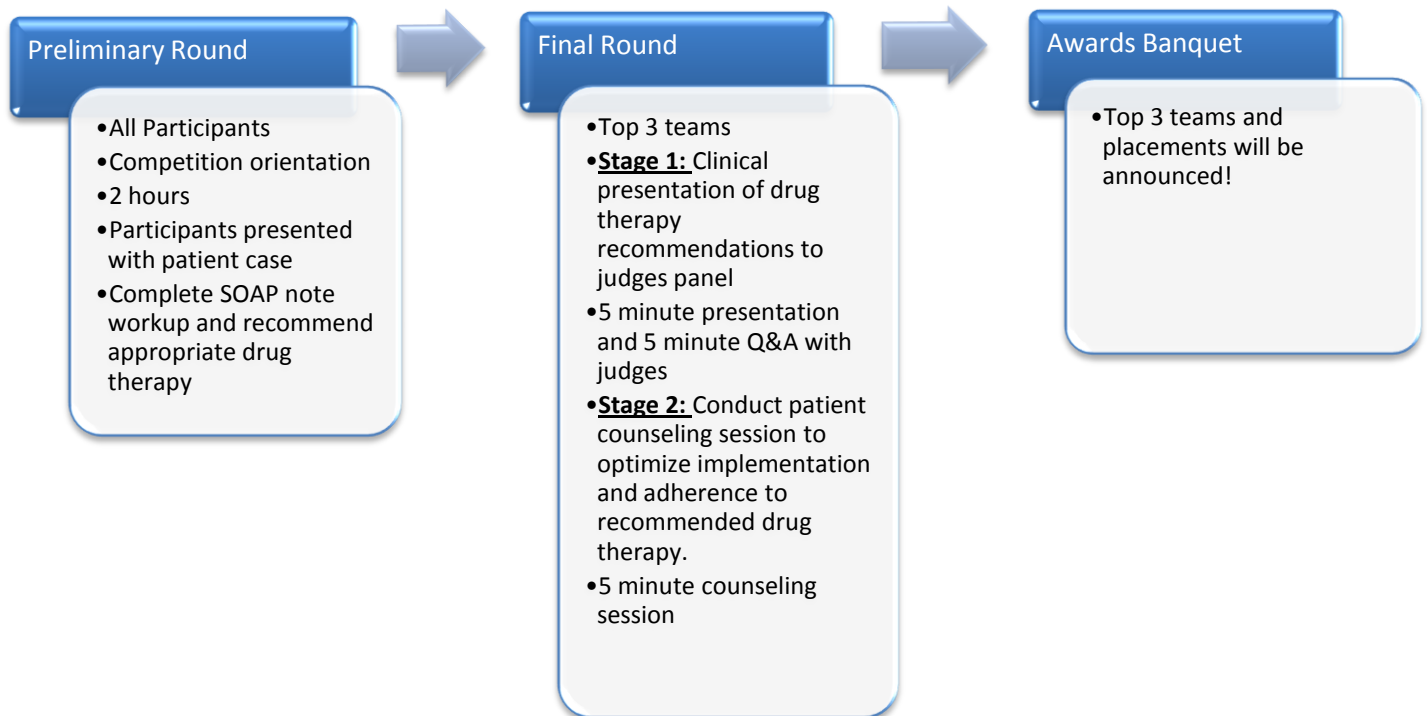 Preliminary Round
•All Participants
•Competition orientation
•2 hours
•Participants presented
with patient case
•Complete SOAP note
workup and recommend
appropriate drug
therapy
Final Round
•Top 3 teams
•Stage 1: Clinical
presentation of drug
therapy
recommendations to
judges panel
•5 minute presentation
and 5 minute Q&A with
judges
•Stage 2: Conduct patient
counseling session to
optimize implementation
and adherence to
recommended drug
therapy.
•5 minute counseling
session
Awards Banquet
•Top 3 teams and
placements will be
announced!